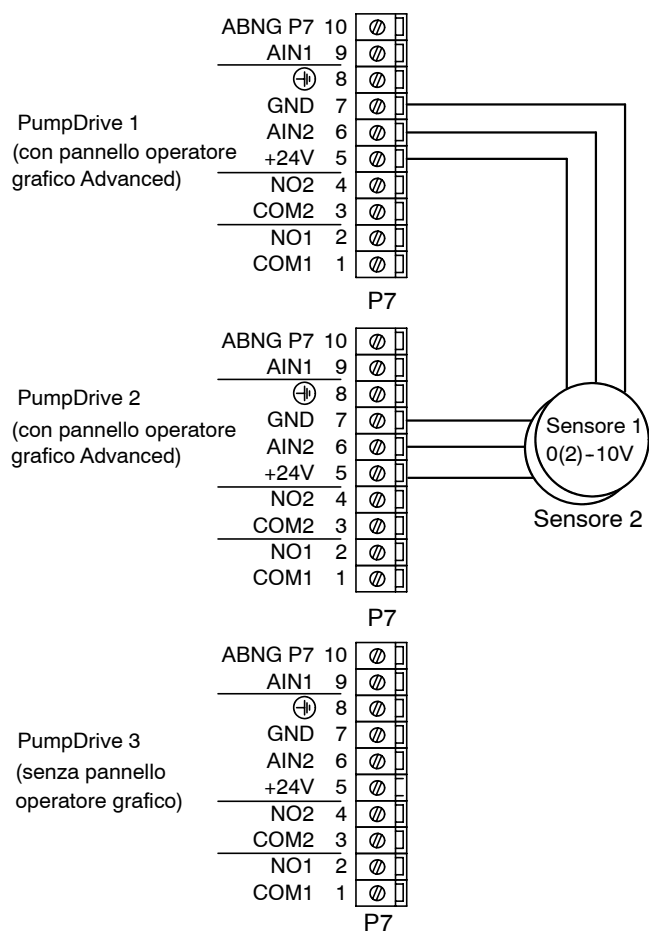 ABNG P7 10
AIN1 9
8
GND 7
AIN2 6
+24V 5
NO2 4
COM2 3
NO1 2
COM1 1
P7
PumpDrive 1
(con pannello operatore
grafico Advanced)
ABNG P7 10
AIN1 9
8
GND 7
AIN2 6
+24V 5
NO2 4
COM2 3
NO1 2
COM1 1
P7
PumpDrive 2
(con pannello operatore
grafico Advanced)
Sensore 1
0(2)-10V
Sensore 2
ABNG P7 10
AIN1 9
8
GND 7
AIN2 6
+24V 5
NO2 4
COM2 3
NO1 2
COM1 1
P7
PumpDrive 3
(senza pannello
operatore grafico)